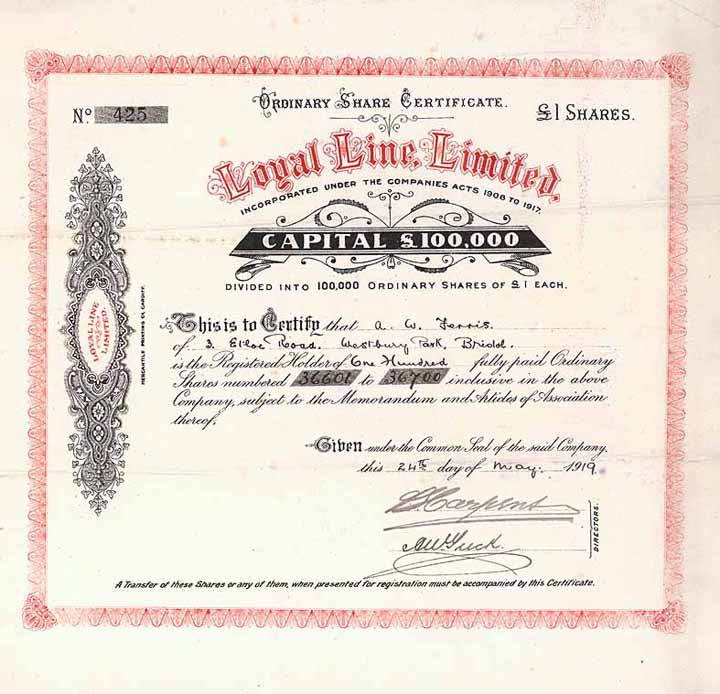 ORDINARY SHARE CERTIFICATE.
No. 425
£1 SHARES.
Loyal Line, Limited,
INCORPORATED UNDER THE COMPANIES ACTS 1908 TO 1917.
CAPITAL £100,000
DIVIDED INTO 100,000 ORDINARY SHARES OF £1 EACH.
LOYAL LINE
LIMITED.
MERCANTILE PRINTING CO. CARDIFF.
This is to Certify that A. W. Ferris.
of 3. Road. Westbury Park, Bristol.
is the Registered Holder of One Hundred fully paid Ordinary
Shares numbered 36601 to 36700 inclusive in the above
Company, subject to the Memorandum and Articles of Association
thereof.
Given under the Common Seal of the said Company,
this 24th day of May. 1919
DIRECTORS.
A Transfer of these Shares or any of them, when presented for registration must be accompanied by this Certificate.